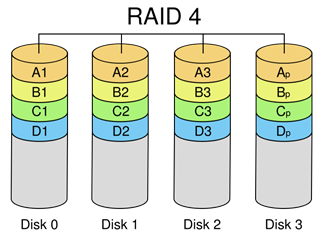 RAID 4
A1 A2 A3 Ap
B1 B2 B3 Bp
C1 C2 C3 Cp
D1 D2 D3 Dp
Disk 0 Disk 1 Disk 2 Disk 3